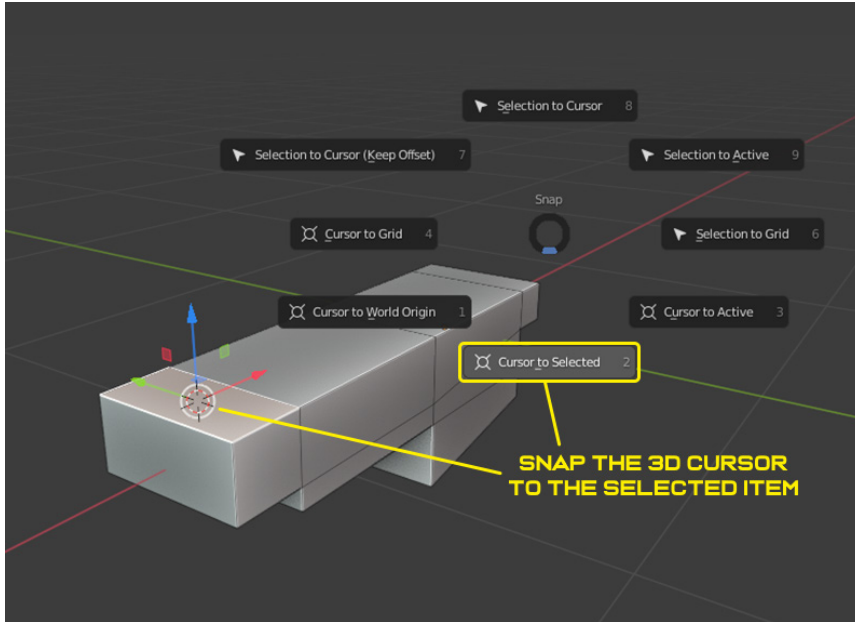 Selection to Cursor 8
Selection to Cursor (Keep Offset) 7
Selection to Active 9
Snap
Cursor to Grid 4
Selection to Grid 6
Cursor to World Origin 1
Cursor to Active 3
Cursor to Selected 2
SNAP THE 3D CURSOR
TO THE SELECTED ITEM